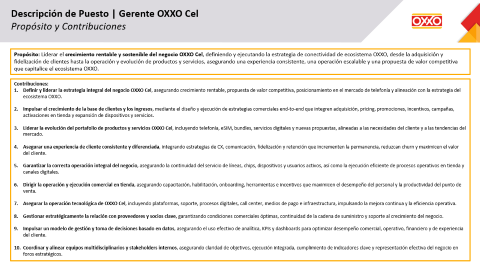 Descripción de Puesto | Gerente OXXO Cel
Propósito y Contribuciones
OXXO
Propósito: Liderar el crecimiento rentable y sostenible del negocio OXXO Cel, definiendo y ejecutando la estrategia de conectividad de ecosistema OXXO, desde la adquisición y
fidelización de clientes hasta la operación y evolución de productos y servicios, asegurando una experiencia consistente, una operación escalable y una propuesta de valor competitiva
que capitalice el ecosistema OXXO.
Contribuciones:
1. Definir y liderar la estrategia integral del negocio OXXO Cel, asegurando crecimiento rentable, propuesta de valor competitiva, posicionamiento en el mercado de telefonía y alineación con la estrategia del
ecosistema OXXO.
2. Impulsar el crecimiento de la base de clientes y los ingresos, mediante el diseño y ejecución de estrategias comerciales end-to-end que integren adquisición, pricing, promociones, incentivos, campañas,
activaciones en tienda y expansión de dispositivos y servicios.
3. Liderar la evolución del portafolio de productos y servicios OXXO Cel, incluyendo telefonía, eSIM, bundles, servicios digitales y nuevas propuestas, alineadas a las necesidades del cliente y a las tendencias del
mercado.
4. Asegurar una experiencia de cliente consistente y diferenciada, integrando estrategias de CX, comunicación, fidelización y retención que incrementen la permanencia, reduzcan churn y maximicen el valor
del cliente.
5. Garantizar la correcta operación integral del negocio, asegurando la continuidad del servicio de líneas, chips, dispositivos y usuarios activos, así como la ejecución eficiente de procesos operativos en tienda y
canales digitales.
6. Dirigir la operación y ejecución comercial en tienda, asegurando capacitación, habilitación, onboarding, herramientas e incentivos que maximicen el desempeño del personal y la productividad del punto de
venta.
7. Asegurar la operación tecnológica de OXXO Cel, incluyendo plataformas, soporte, procesos digitales, call center, medios de pago e infraestructura, impulsando la mejora continua y la eficiencia operativa.
8. Gestionar estratégicamente la relación con proveedores y socios clave, garantizando condiciones comerciales óptimas, continuidad de la cadena de suministro y soporte al crecimiento del negocio.
9. Impulsar un modelo de gestión y toma de decisiones basado en datos, asegurando el uso efectivo de analítica, KPIs y dashboards para optimizar desempeño comercial, operativo, financiero y de experiencia
del cliente.
10. Coordinar y alinear equipos multidisciplinarios y stakeholders internos, asegurando claridad de objetivos, ejecución integrada, cumplimiento de indicadores clave y representación efectiva del negocio en
foros estratégicos.